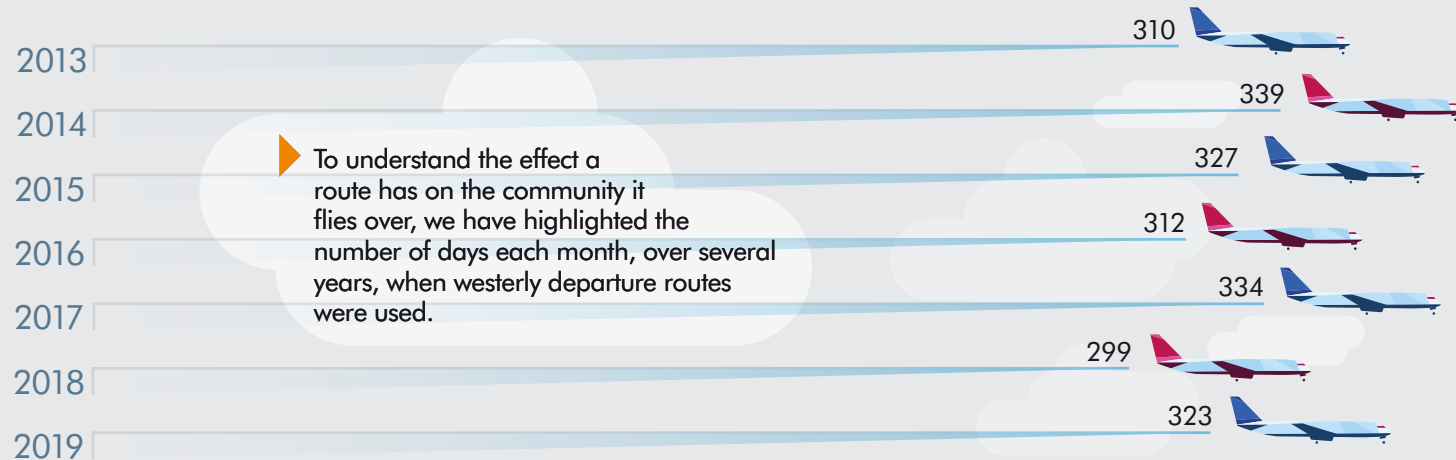 2013
310
2014
339
2015
327
2016
312
2017
334
2018
299
2019
323
To understand the effect a
route has on the community it
flies over, we have highlighted the
number of days each month, over several
years, when westerly departure routes
were used.